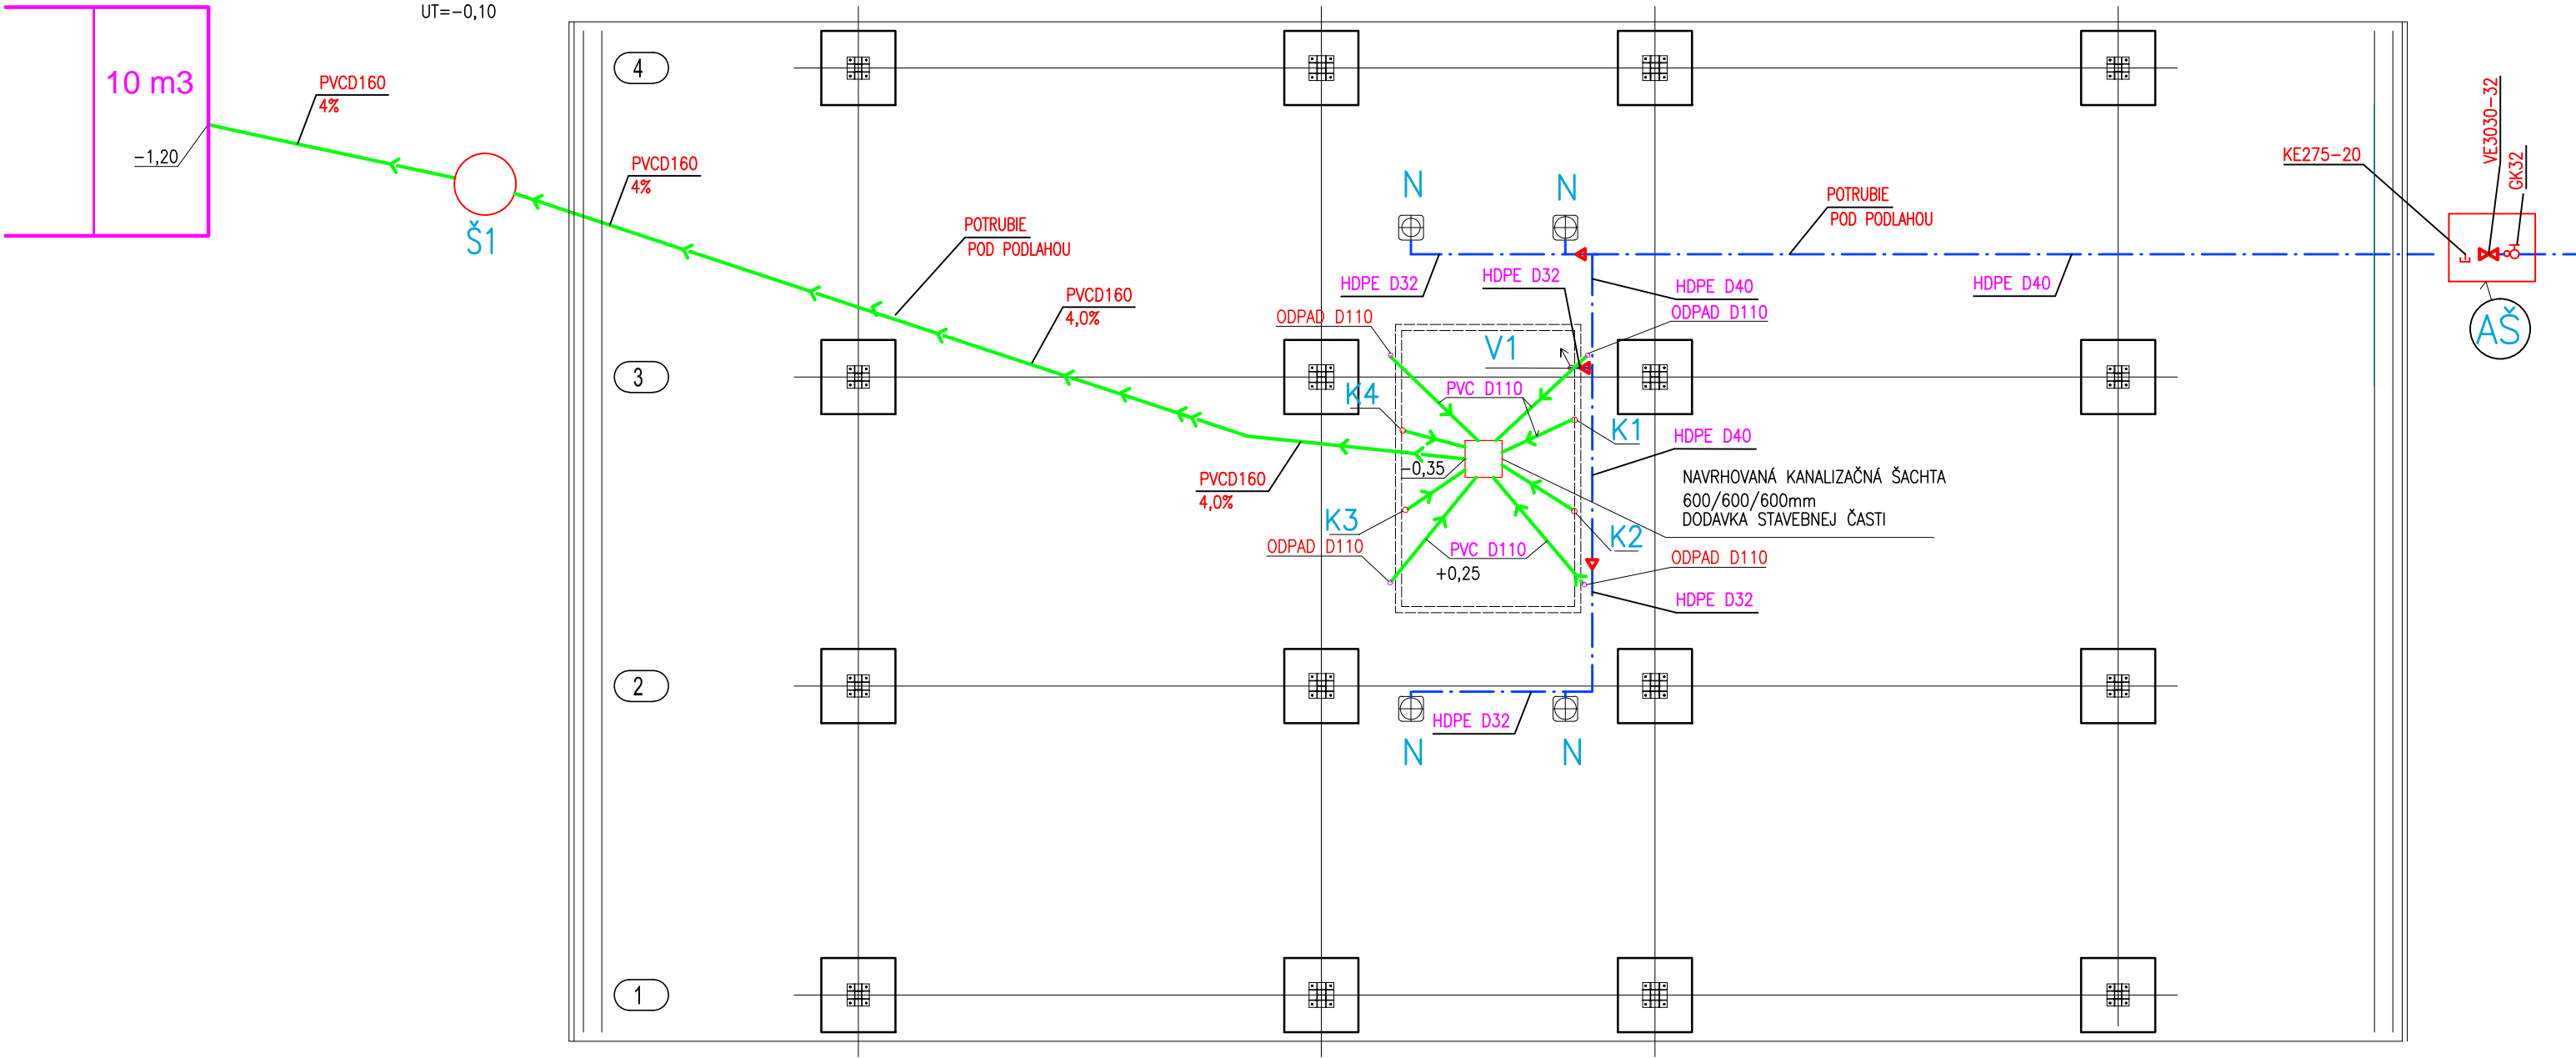 UT=-0,10
10 m3
PVCD160
4%
-1,20
Š1
4
PVCD160
4%
POTRUBIE
POD PODLAHOU
PVCD160
4,0%
N
N
POTRUBIE
POD PODLAHOU
KE275-20
VE3030-32
GK32
AŠ
HDPE D32
HDPE D32
HDPE D40
HDPE D40
ODPAD D110
ODPAD D110
3
V1
K4
PVC D110
K1
HDPE D40
-0,35
PVCD160
4,0%
NAVRHOVANÁ KANALIZAČNÁ ŠACHTA
600/600/600mm
DODAVKA STAVEBNEJ ČASTI
K3
K2
ODPAD D110
PVC D110
+0,25
ODPAD D110
HDPE D32
2
HDPE D32
N
N
1